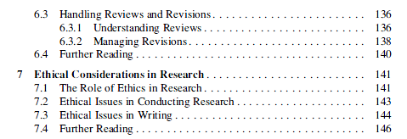 6.3 Handling Reviews and Revisions . . . . . . . . . . . . . . . . . . . . . . . . 136
6.3.1 Understanding Reviews . . . . . . . . . . . . . . . . . . . . . . . . 136
6.3.2 Managing Revisions . . . . . . . . . . . . . . . . . . . . . . . . . . . 138
6.4 Further Reading . . . . . . . . . . . . . . . . . . . . . . . . . . . . . . . . . . . 140
7 Ethical Considerations in Research . . . . . . . . . . . . . . . . . . . . . . . . 141
7.1 The Role of Ethics in Research . . . . . . . . . . . . . . . . . . . . . . . . 141
7.2 Ethical Issues in Conducting Research . . . . . . . . . . . . . . . . . . . 143
7.3 Ethical Issues in Writing . . . . . . . . . . . . . . . . . . . . . . . . . . . . . 144
7.4 Further Reading . . . . . . . . . . . . . . . . . . . . . . . . . . . . . . . . . . . 146